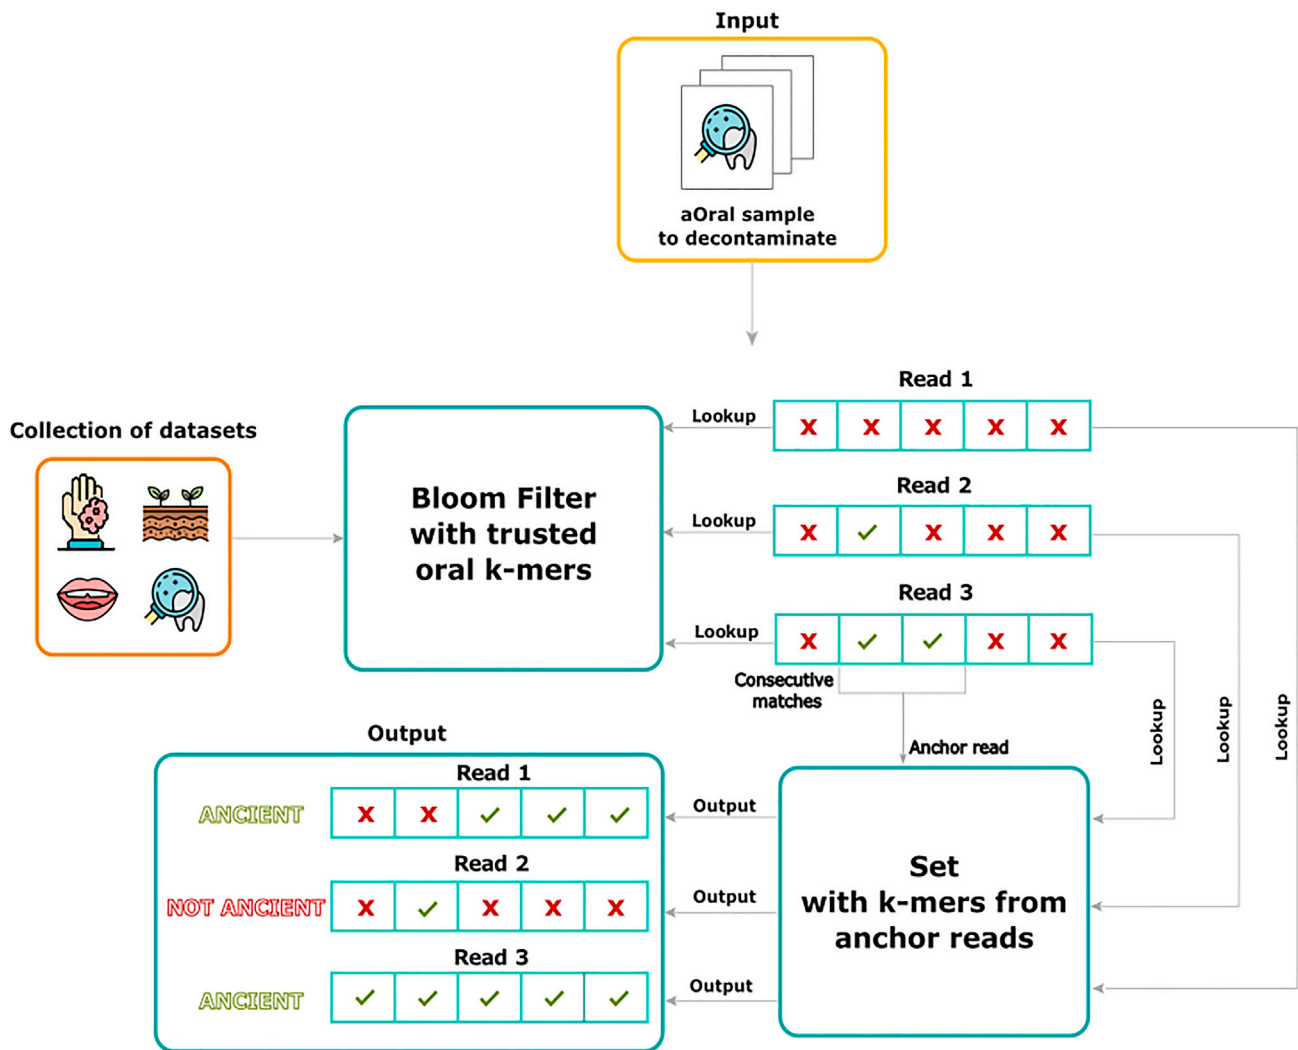 Input
aOral sample
to decontaminate
Collection of datasets
Bloom Filter
with trusted
oral k-mers
Read 1
Lookup
X X X X X
Read 2
Lookup
X ✓ X X X
Read 3
Lookup
X ✓ ✓ X X
Consecutive
matches
Anchor read
Lookup
Lookup
Lookup
Set
with k-mers from
anchor reads
Output
Output
Output
Output
Read 1
ANCIENT
X X ✓ ✓ ✓
Read 2
NOT ANCIENT
X ✓ X X X
Read 3
ANCIENT
✓ ✓ ✓ ✓ ✓